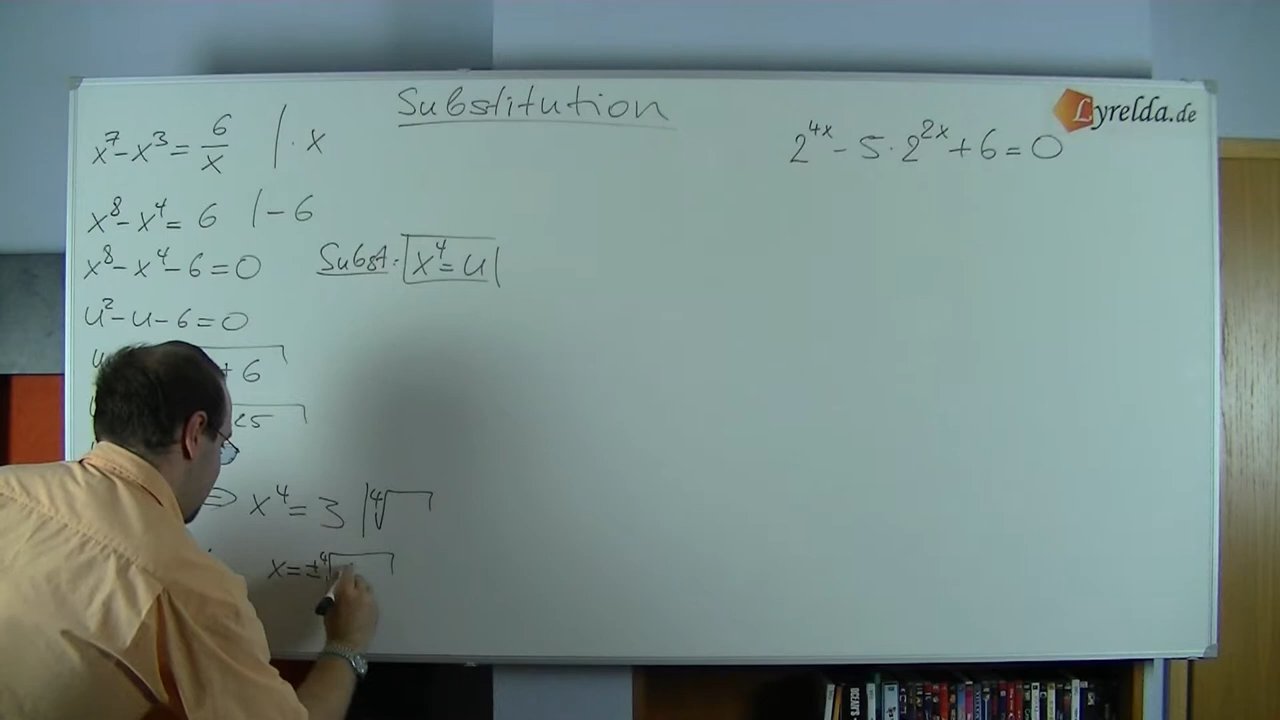 Substitution
Lyrelda.de
x⁷-x³= 6/x |· x
x⁸-x⁴= 6 |- 6
x⁸-x⁴-6=0 Subst.: x⁴=u
u²-u-6=0
+ 6
25
⇒ x⁴= 3 |⁴√
x=±⁴√
2⁴ˣ-5·2²ˣ+6=0